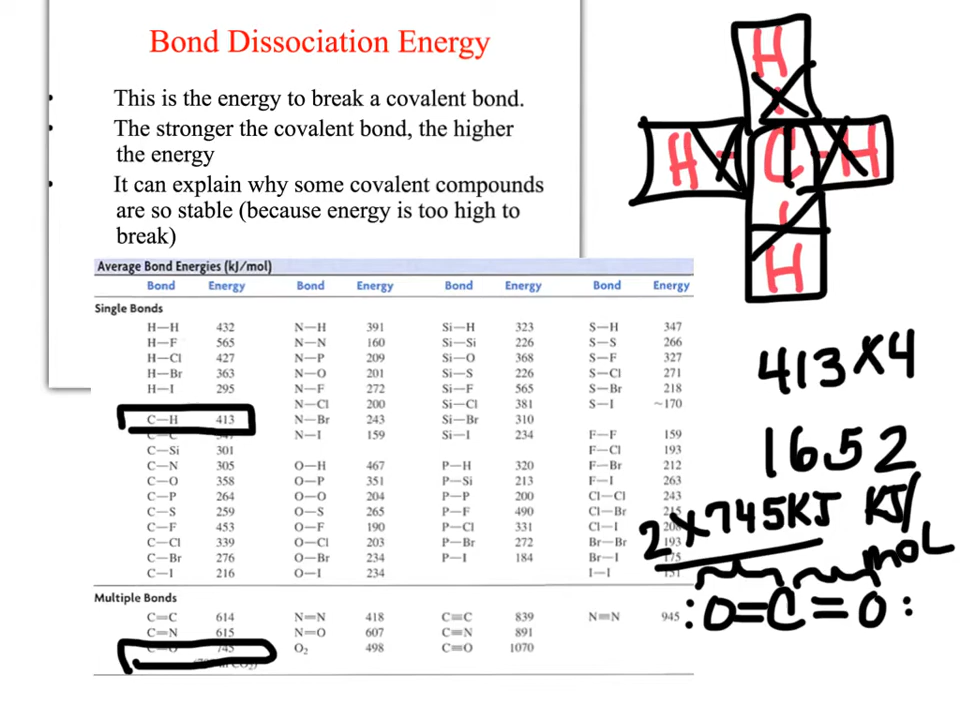 Bond Dissociation Energy
• This is the energy to break a covalent bond.
• The stronger the covalent bond, the higher
the energy
• It can explain why some covalent compounds
are so stable (because energy is too high to
break)
H
H - C - H
H
Average Bond Energies (kJ/mol)
Bond Energy Bond Energy Bond Energy Bond Energy
Single Bonds
H—H 432 N—H 391 Si—H 323 S—H 347
H—F 565 N—N 160 Si—Si 226 S—S 266
H—Cl 427 N—P 209 Si—O 368 S—F 327
H—Br 363 N—O 201 Si—S 226 S—Cl 271
H—I 295 N—F 272 Si—F 565 S—Br 218
N—Cl 200 Si—Cl 381 S—I ~170
C—H 413 N—Br 243 Si—Br 310
C—C N—I 159 Si—I 234 F—F 159
C—Si 301 F—Cl 193
C—N 305 O—H 467 P—H 320 F—Br 212
C—O 358 O—P 351 P—Si 213 F—I 263
C—P 264 O—O 204 P—P 200 Cl—Cl 243
C—S 259 O—S 265 P—F 490 Cl—Br 215
C—F 453 O—F 190 P—Cl 331 Cl—I
C—Cl 339 O—Cl 203 P—Br 272 Br—Br 193
C—Br 276 O—Br 234 P—I 184 Br—I 175
C—I 216 O—I 234 I—I 151
Multiple Bonds
C=C 614 N=N 418 C≡C 839 N≡N 945
C=N 615 N=O 607 C≡N 891
C=O 745 O₂ 498 C≡O 1070
413 x 4
1652
KJ/
mol
2 x 745KJ
:O=C=O: